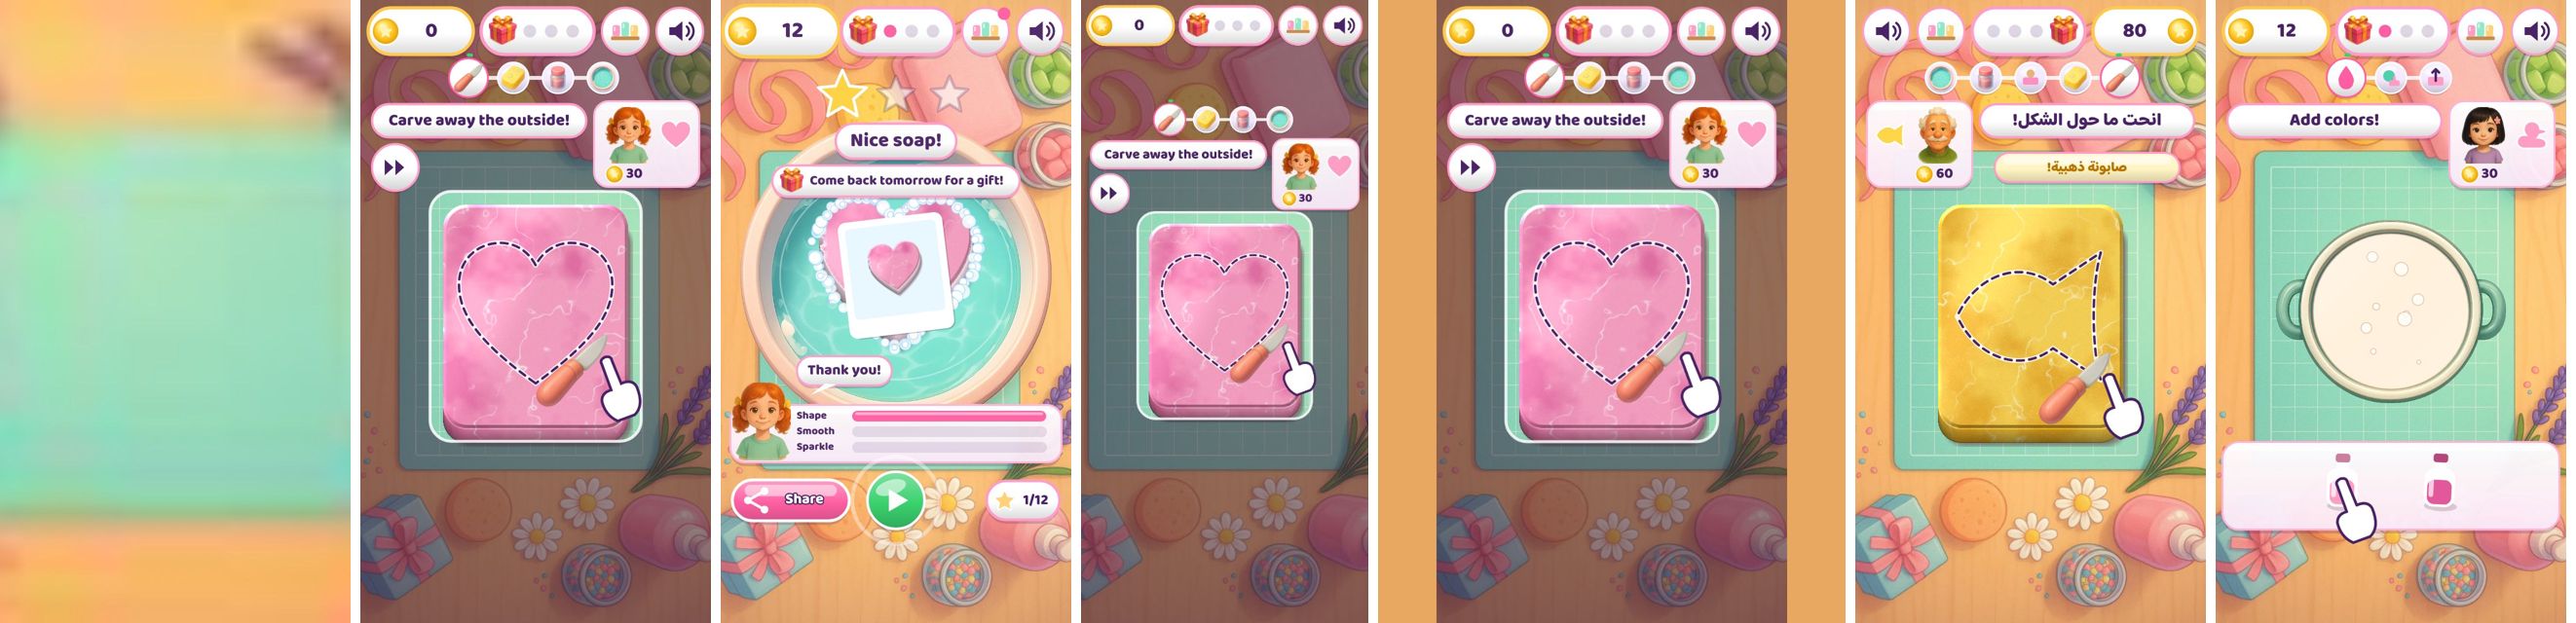 0
Carve away the outside!
30
12
Nice soap!
Come back tomorrow for a gift!
Thank you!
Shape
Smooth
Sparkle
Share
1/12
0
Carve away the outside!
30
0
Carve away the outside!
30
80
انحت ما حول الشكل!
60
صابونة ذهبية!
12
Add colors!
30